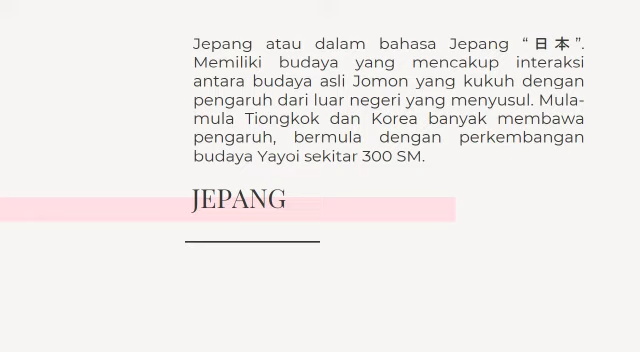 Jepang atau dalam bahasa Jepang “日本”.
Memiliki budaya yang mencakup interaksi
antara budaya asli Jomon yang kukuh dengan
pengaruh dari luar negeri yang menyusul. Mula-
mula Tiongkok dan Korea banyak membawa
pengaruh, bermula dengan perkembangan
budaya Yayoi sekitar 300 SM.
JEPANG